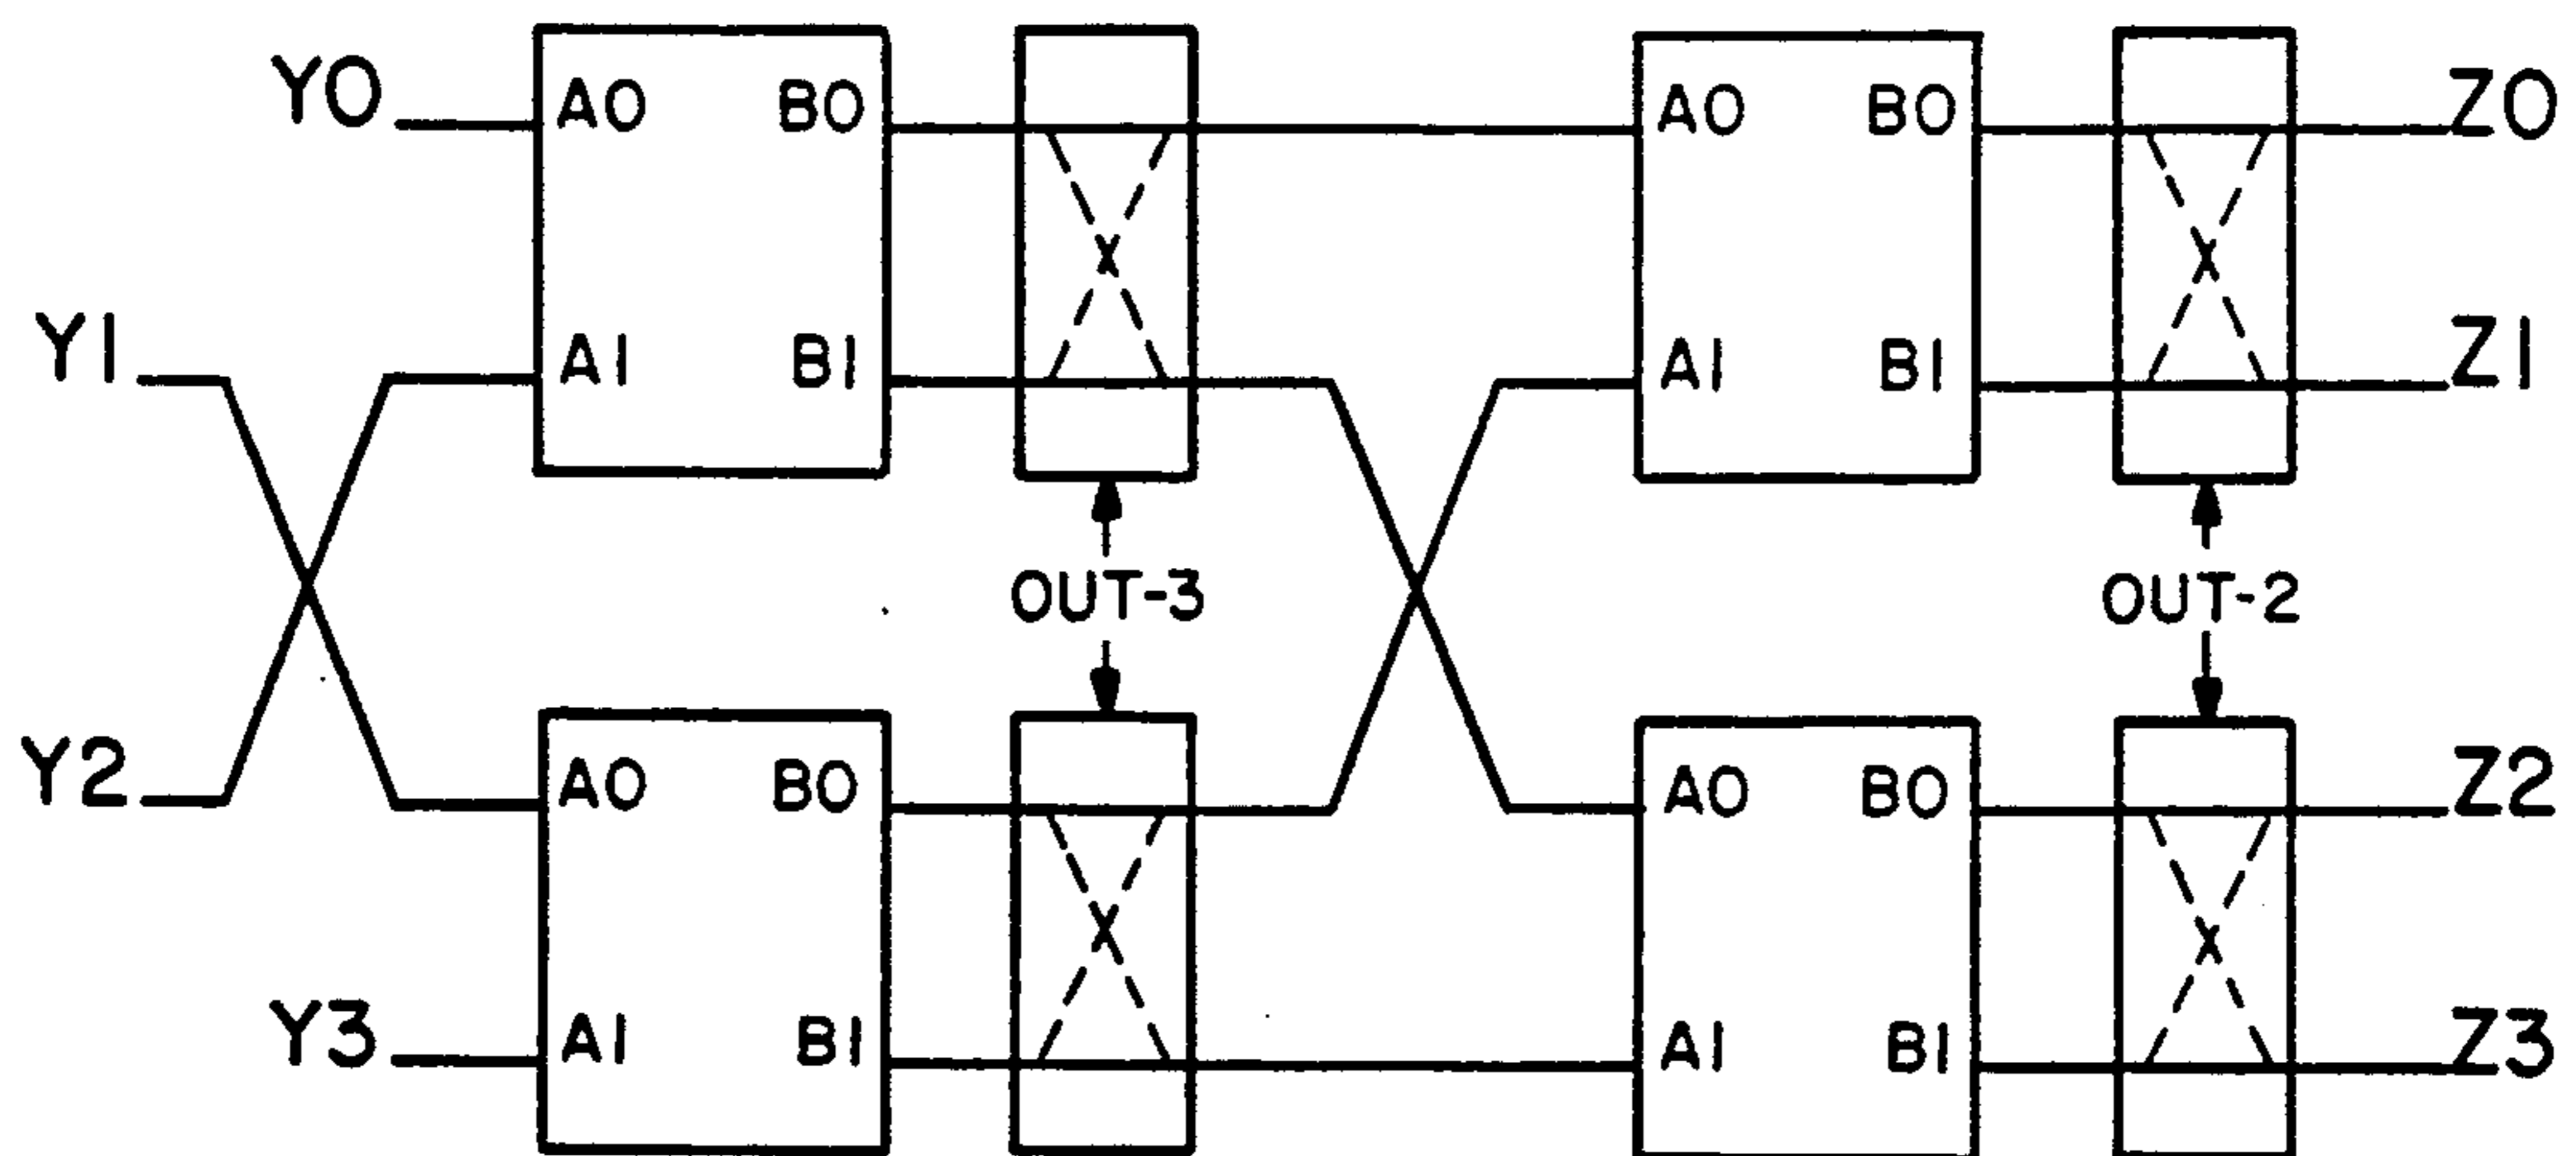 Y0 A0 B0 A0 B0 Z0
Y1 A1 B1 A1 B1 Z1
OUT-3 OUT-2
Y2 A0 B0 A0 B0 Z2
Y3 A1 B1 A1 B1 Z3